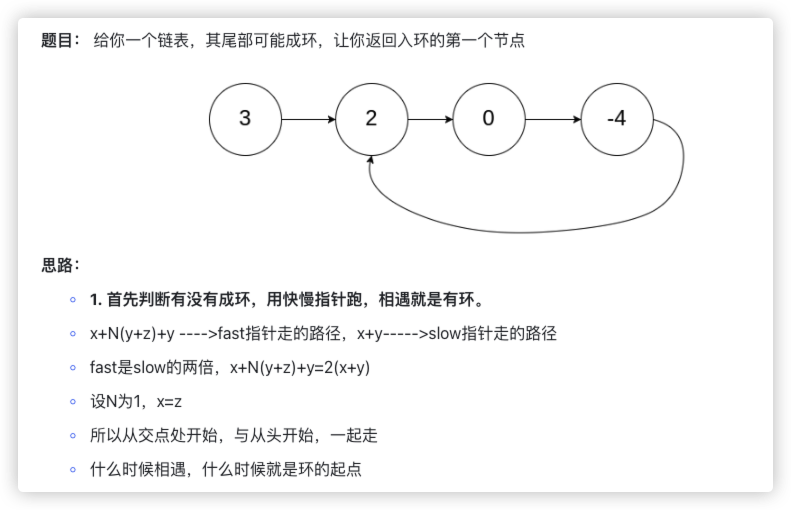 题目： 给你一个链表，其尾部可能成环，让你返回入环的第一个节点
3 2 0 -4
思路：
1. 首先判断有没有成环，用快慢指针跑，相遇就是有环。
x+N(y+z)+y ---->fast指针走的路径，x+y----->slow指针走的路径
fast是slow的两倍，x+N(y+z)+y=2(x+y)
设N为1，x=z
所以从交点处开始，与从头开始，一起走
什么时候相遇，什么时候就是环的起点